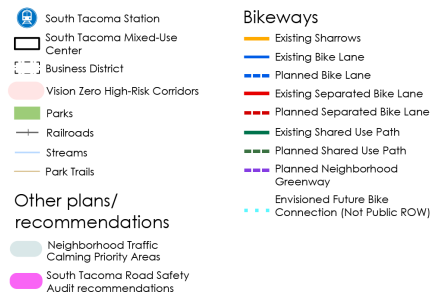 South Tacoma Station
South Tacoma Mixed-Use
Center
Business District
Vision Zero High-Risk Corridors
Parks
Railroads
Streams
Park Trails
Other plans/
recommendations
Neighborhood Traffic
Calming Priority Areas
South Tacoma Road Safety
Audit recommendations
Bikeways
Existing Sharrows
Existing Bike Lane
Planned Bike Lane
Existing Separated Bike Lane
Planned Separated Bike Lane
Existing Shared Use Path
Planned Shared Use Path
Planned Neighborhood
Greenway
Envisioned Future Bike
Connection (Not Public ROW)